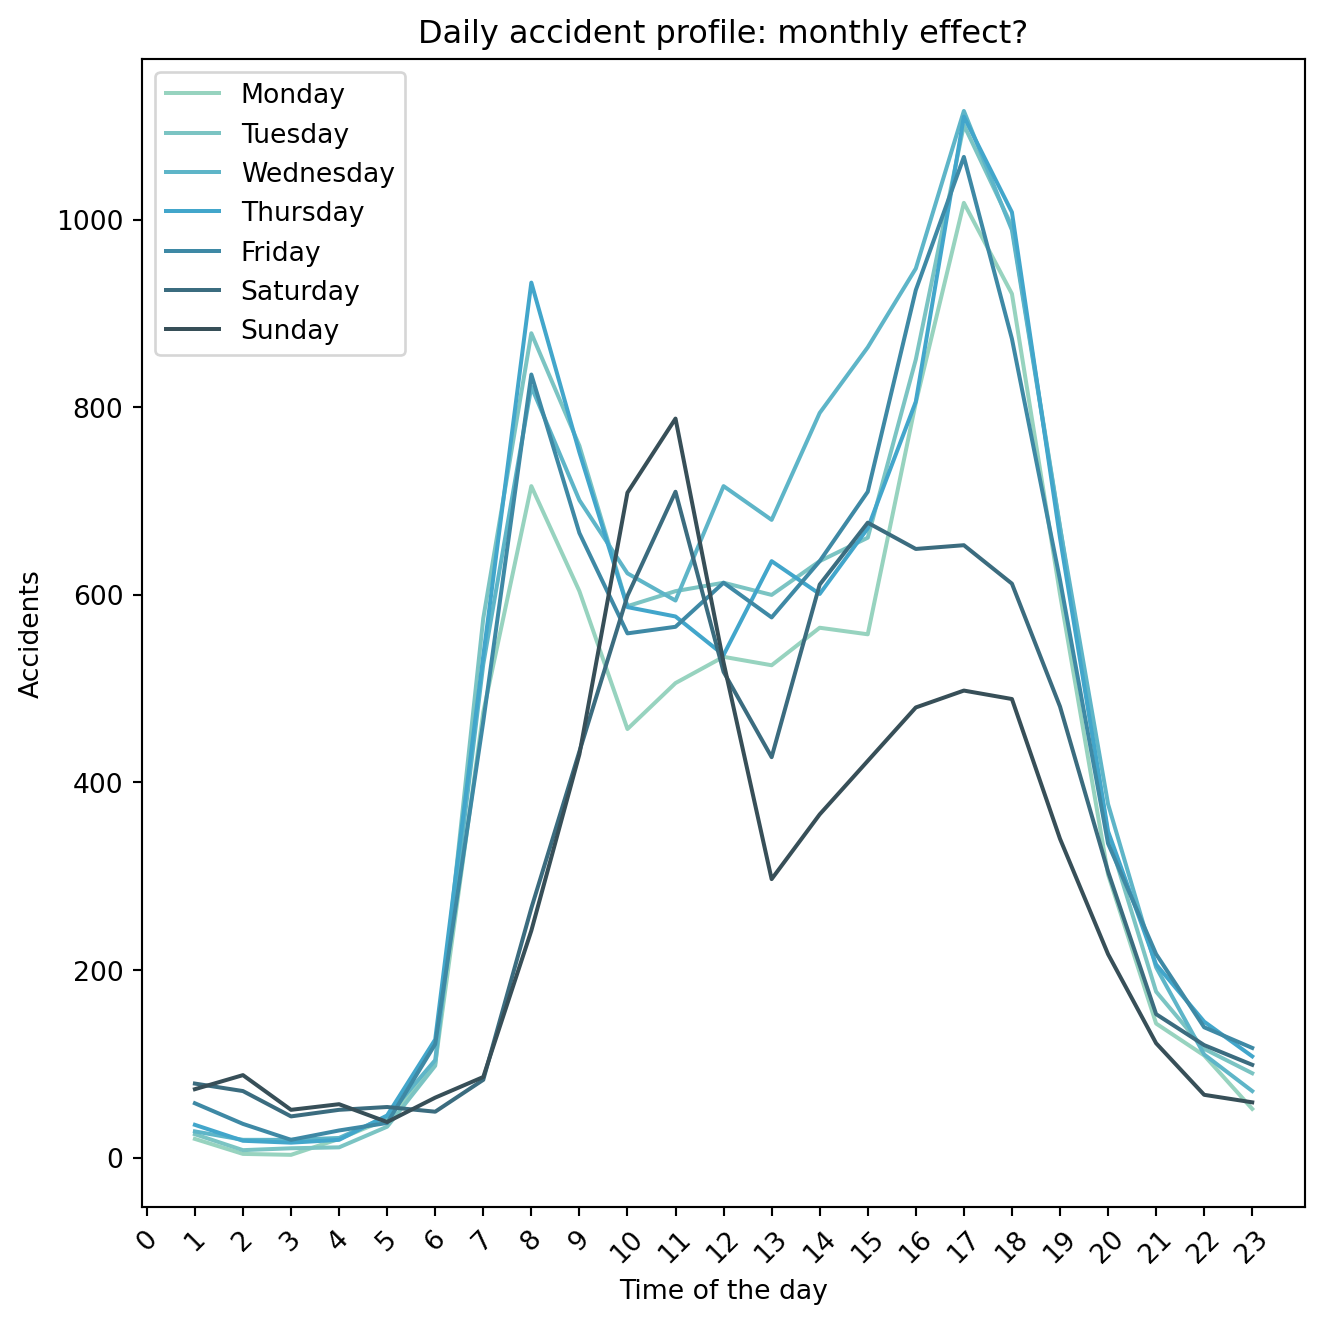 Daily accident profile: monthly effect?
Monday
Tuesday
Wednesday
Thursday
Friday
Saturday
Sunday
1000
800
600
400
200
0
Accidents
0 1 2 3 4 5 6 7 8 9 10 11 12 13 14 15 16 17 18 19 20 21 22 23
Time of the day